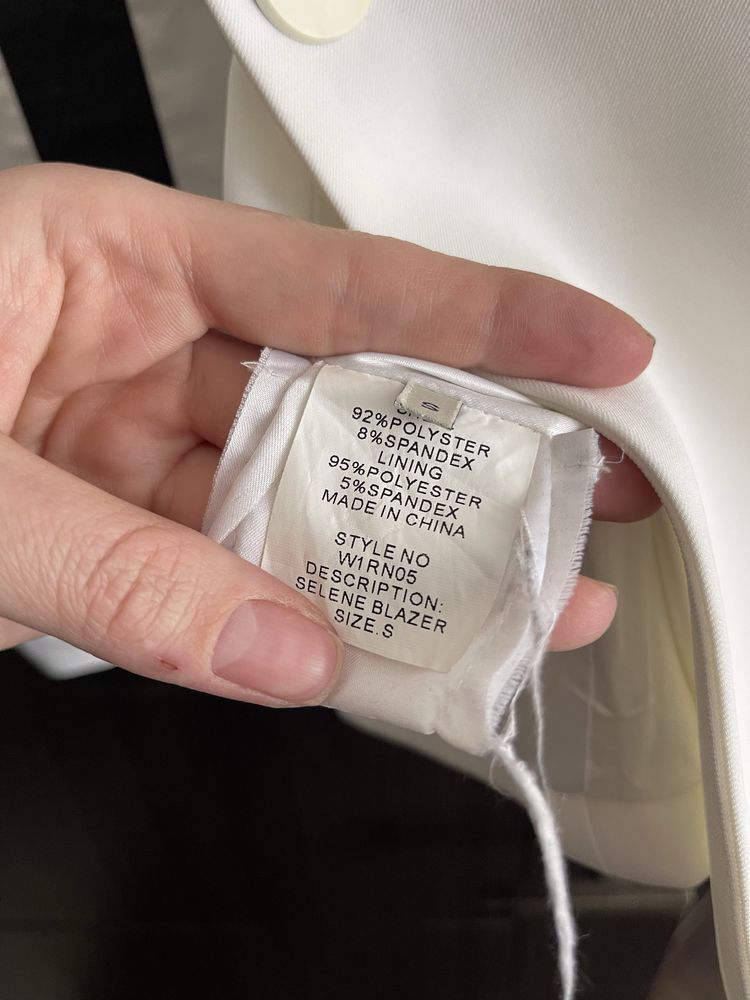 S
92%POLYSTER
8%SPANDEX
LINING
95%POLYESTER
5%SPANDEX
MADE IN CHINA
STYLE NO
W1RN05
DESCRIPTION:
SELENE BLAZER
SIZE.S